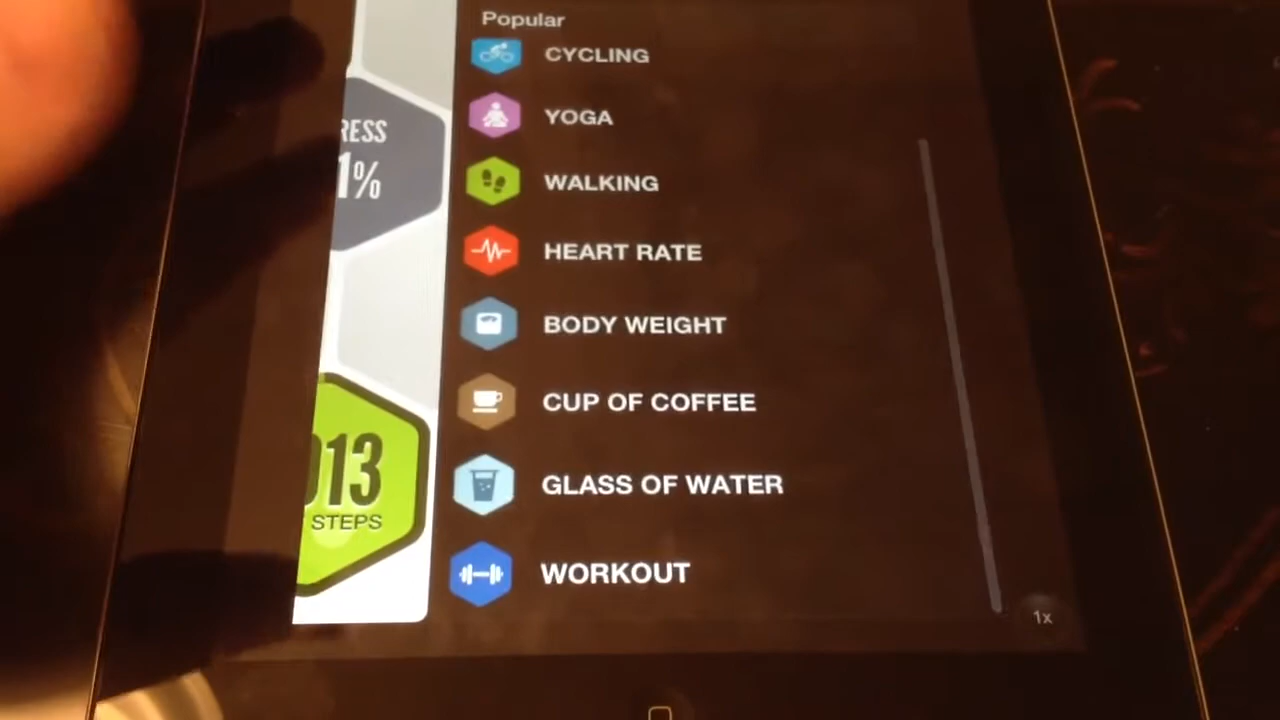 Popular
CYCLING
YOGA
WALKING
HEART RATE
BODY WEIGHT
CUP OF COFFEE
GLASS OF WATER
WORKOUT
RESS
1%
013
STEPS
1x